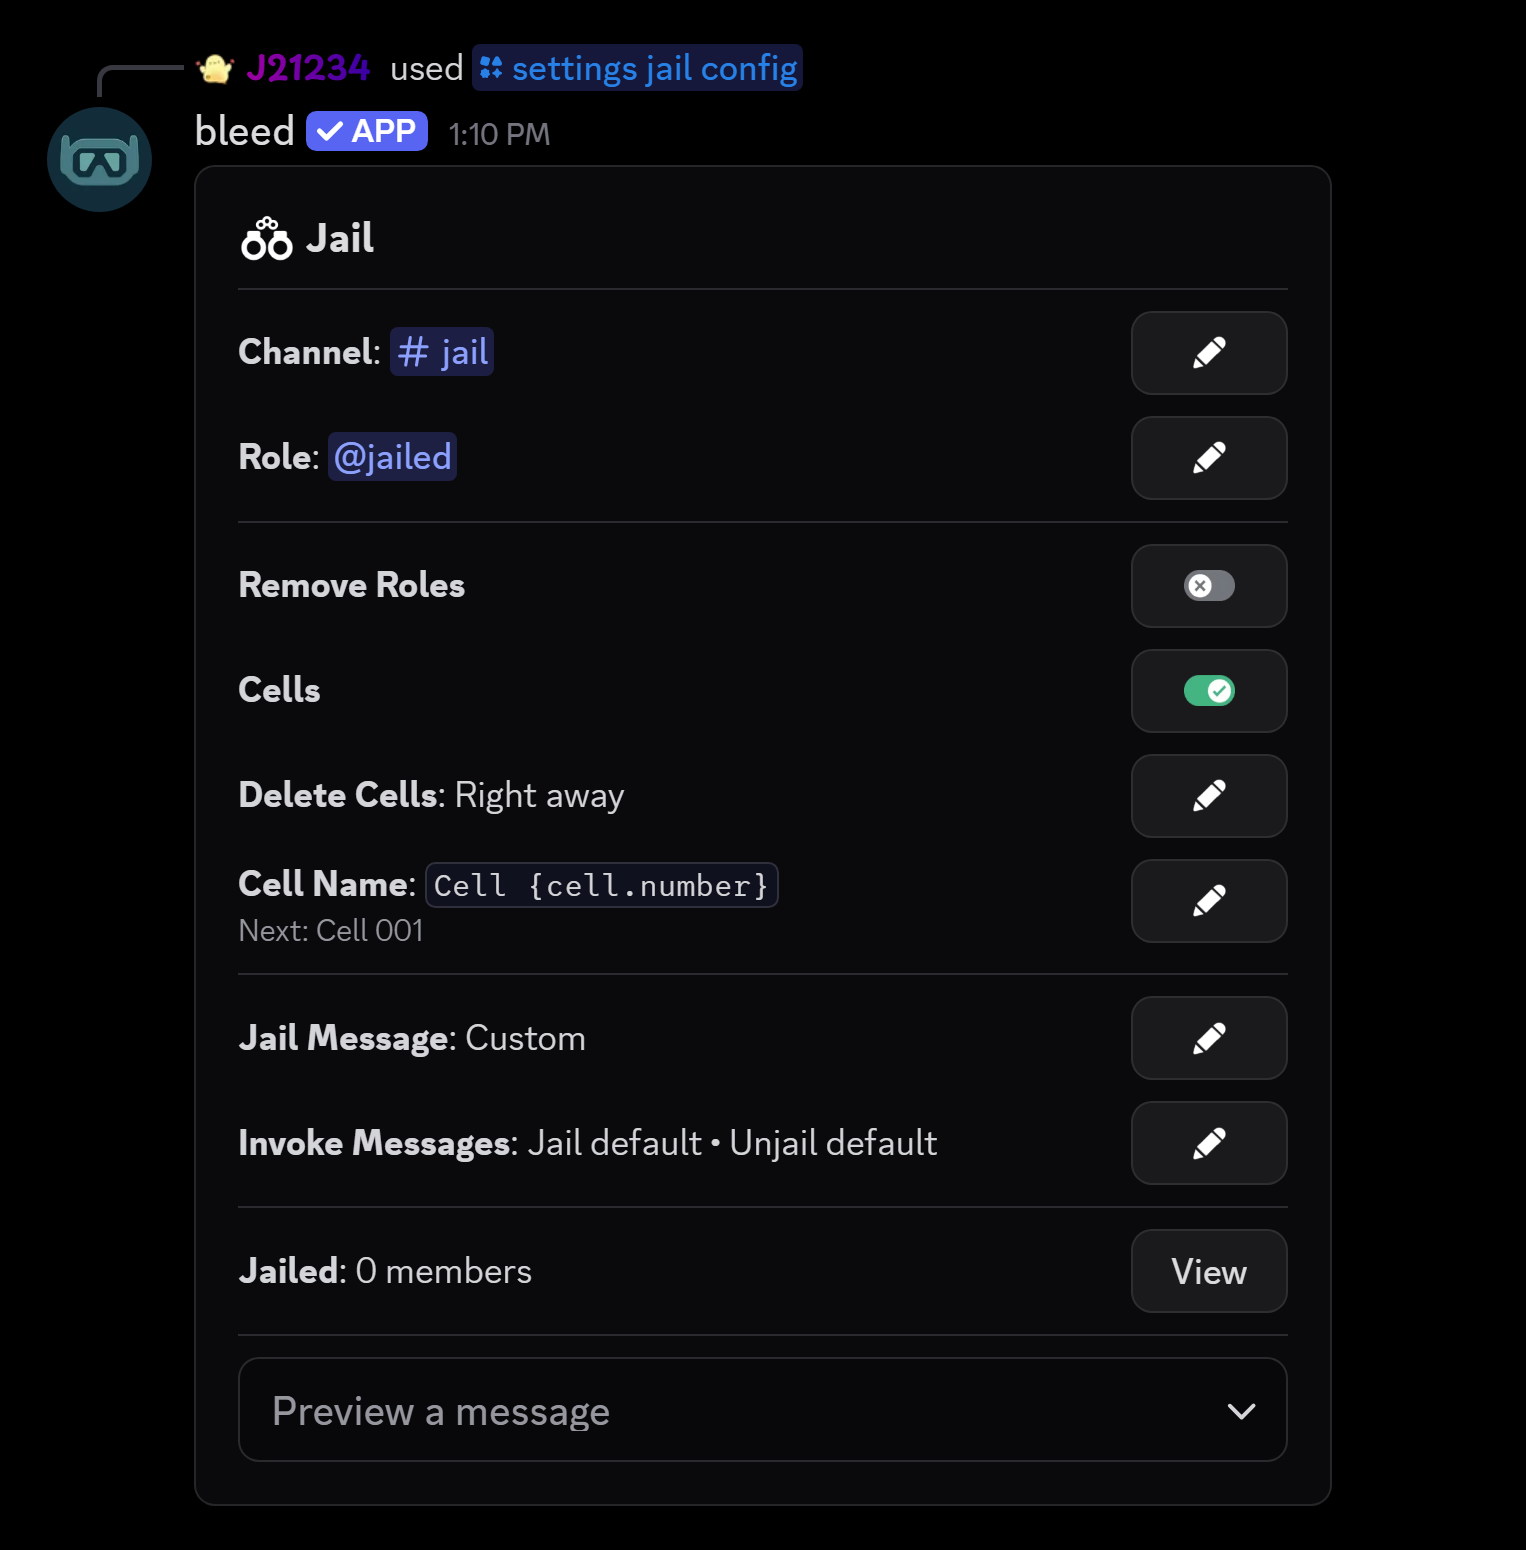 J21234 used settings jail config
bleed APP 1:10 PM
Jail
Channel: # jail
Role: @jailed
Remove Roles
Cells
Delete Cells: Right away
Cell Name: Cell {cell.number}
Next: Cell 001
Jail Message: Custom
Invoke Messages: Jail default • Unjail default
Jailed: 0 members
View
Preview a message